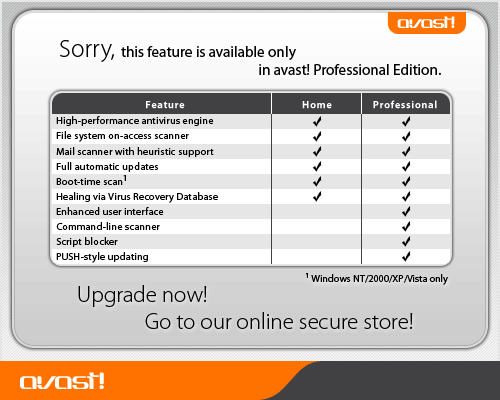 avast!
Sorry, this feature is available only
in avast! Professional Edition.
Feature Home Professional
High-performance antivirus engine ✓ ✓
File system on-access scanner ✓ ✓
Mail scanner with heuristic support ✓ ✓
Full automatic updates ✓ ✓
Boot-time scan¹ ✓ ✓
Healing via Virus Recovery Database ✓ ✓
Enhanced user interface ✓
Command-line scanner ✓
Script blocker ✓
PUSH-style updating ✓
¹ Windows NT/2000/XP/Vista only
Upgrade now!
Go to our online secure store!
avast!